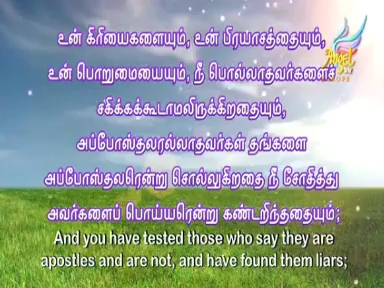 உன் கிரியைகளையும், உன் பிரயாசத்தையும்,
உன் பொறுமையையும், நீ பொல்லாதவர்களைச்
சகிக்கக்கூடாமலிருக்கிறதையும்,
அப்போஸ்தலரல்லாதவர்கள் தங்களை
அப்போஸ்தலரென்று சொல்லுகிறதை நீ சோதித்து
அவர்களைப் பொய்யரென்று கண்டறிந்ததையும்;
And you have tested those who say they are
apostles and are not, and have found them liars;